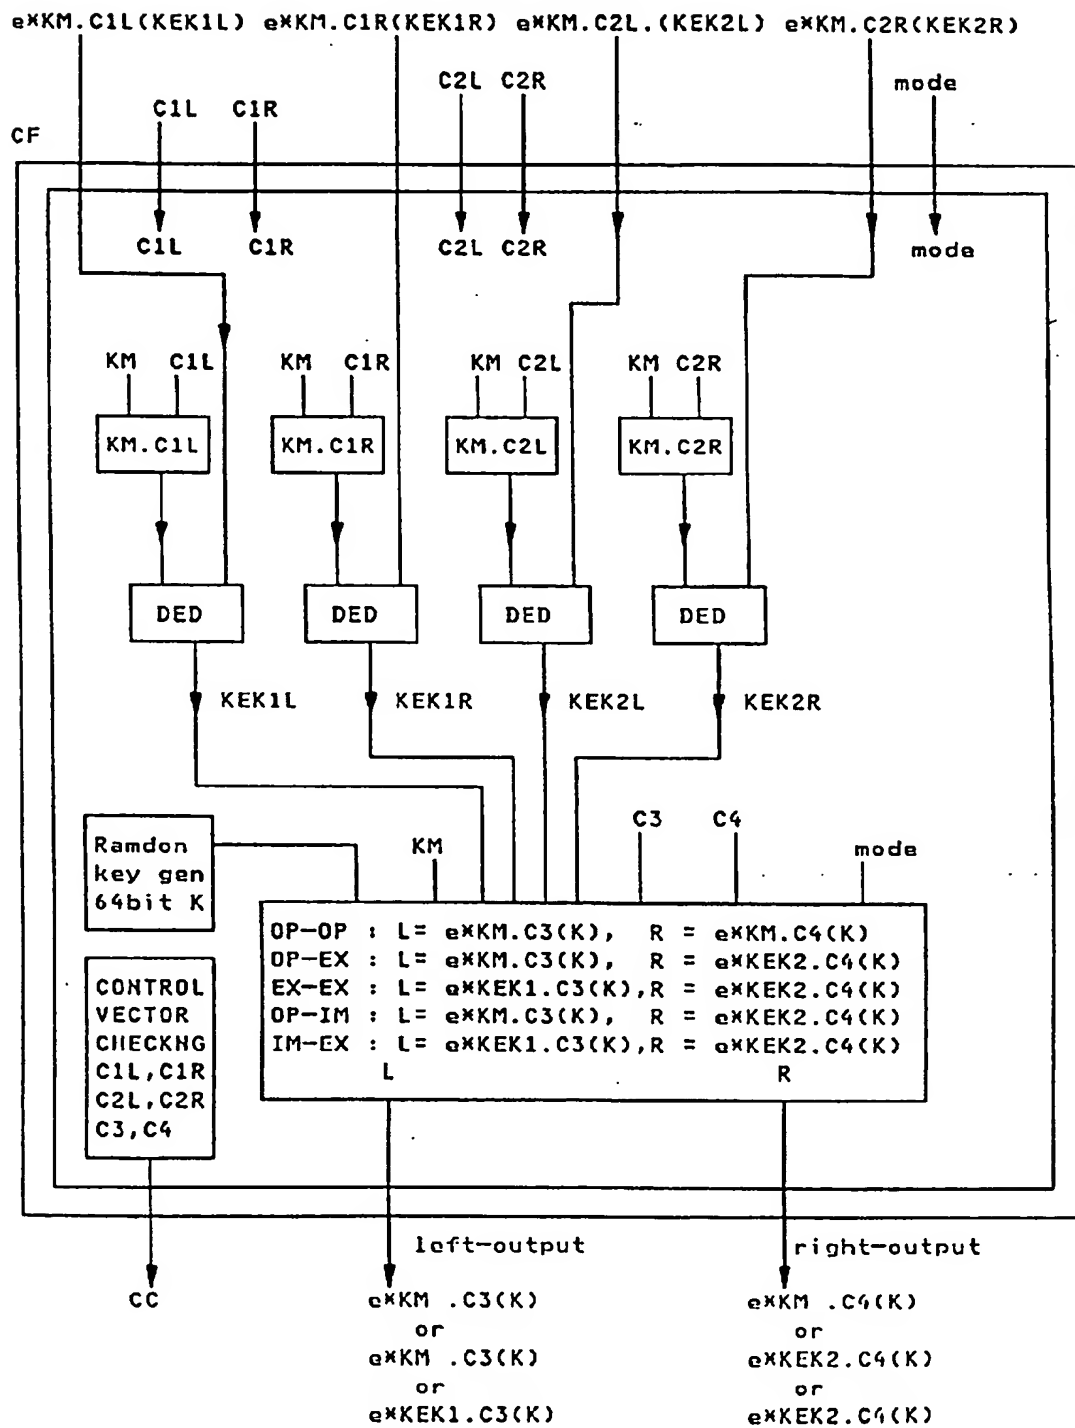 e*KM.C1L(KEK1L) e*KM.C1R(KEK1R) e*KM.C2L.(KEK2L) e*KM.C2R(KEK2R)
C2L C2R mode
C1L C1R
CF
C1L C1R C2L C2R mode
KM C1L KM C1R KM C2L KM C2R
KM.C1L KM.C1R KM.C2L KM.C2R
DED DED DED DED
KEK1L KEK1R KEK2L KEK2R
C3 C4
KM mode
Ramdon
key gen
64bit K
OP-OP : L= e*KM.C3(K), R = e*KM.C4(K)
OP-EX : L= e*KM.C3(K), R = e*KEK2.C4(K)
EX-EX : L= e*KEK1.C3(K),R = e*KEK2.C4(K)
OP-IM : L= e*KM.C3(K), R = e*KEK2.C4(K)
IM-EX : L= e*KEK1.C3(K),R = e*KEK2.C4(K)
L R
CONTROL
VECTOR
CHECKNG
C1L,C1R
C2L,C2R
C3,C4
left-output right-output
CC
e*KM .C3(K) e*KM .C4(K)
or or
e*KM .C3(K) e*KEK2.C4(K)
or or
e*KEK1.C3(K) e*KEK2.C4(K)